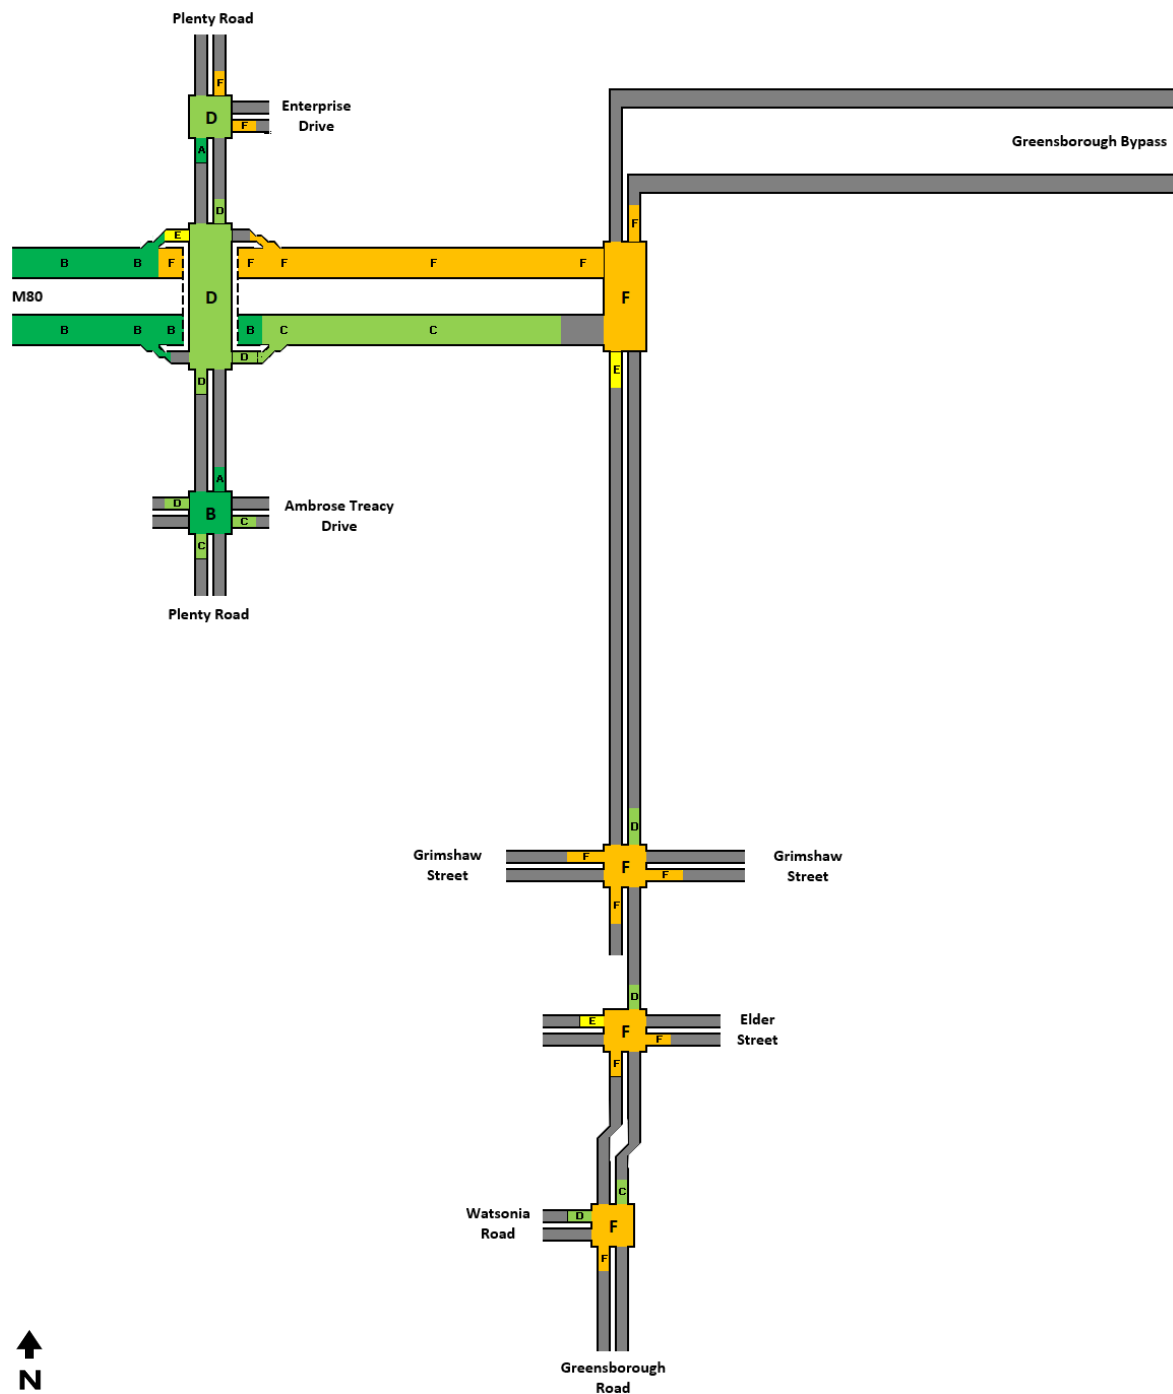 Plenty Road
F
D
Enterprise
Drive
F
A
D
E
Greensborough Bypass
F
B B F
F F F F
D
M80
F
B B B
B C C
D
E
D
A
D
B
C
Ambrose Treacy
Drive
C
Plenty Road
D
Grimshaw
Street
F
F
F
Grimshaw
Street
F
D
E
F
F
Elder
Street
F
C
Watsonia
Road
D
F
F
Greensborough
Road
N